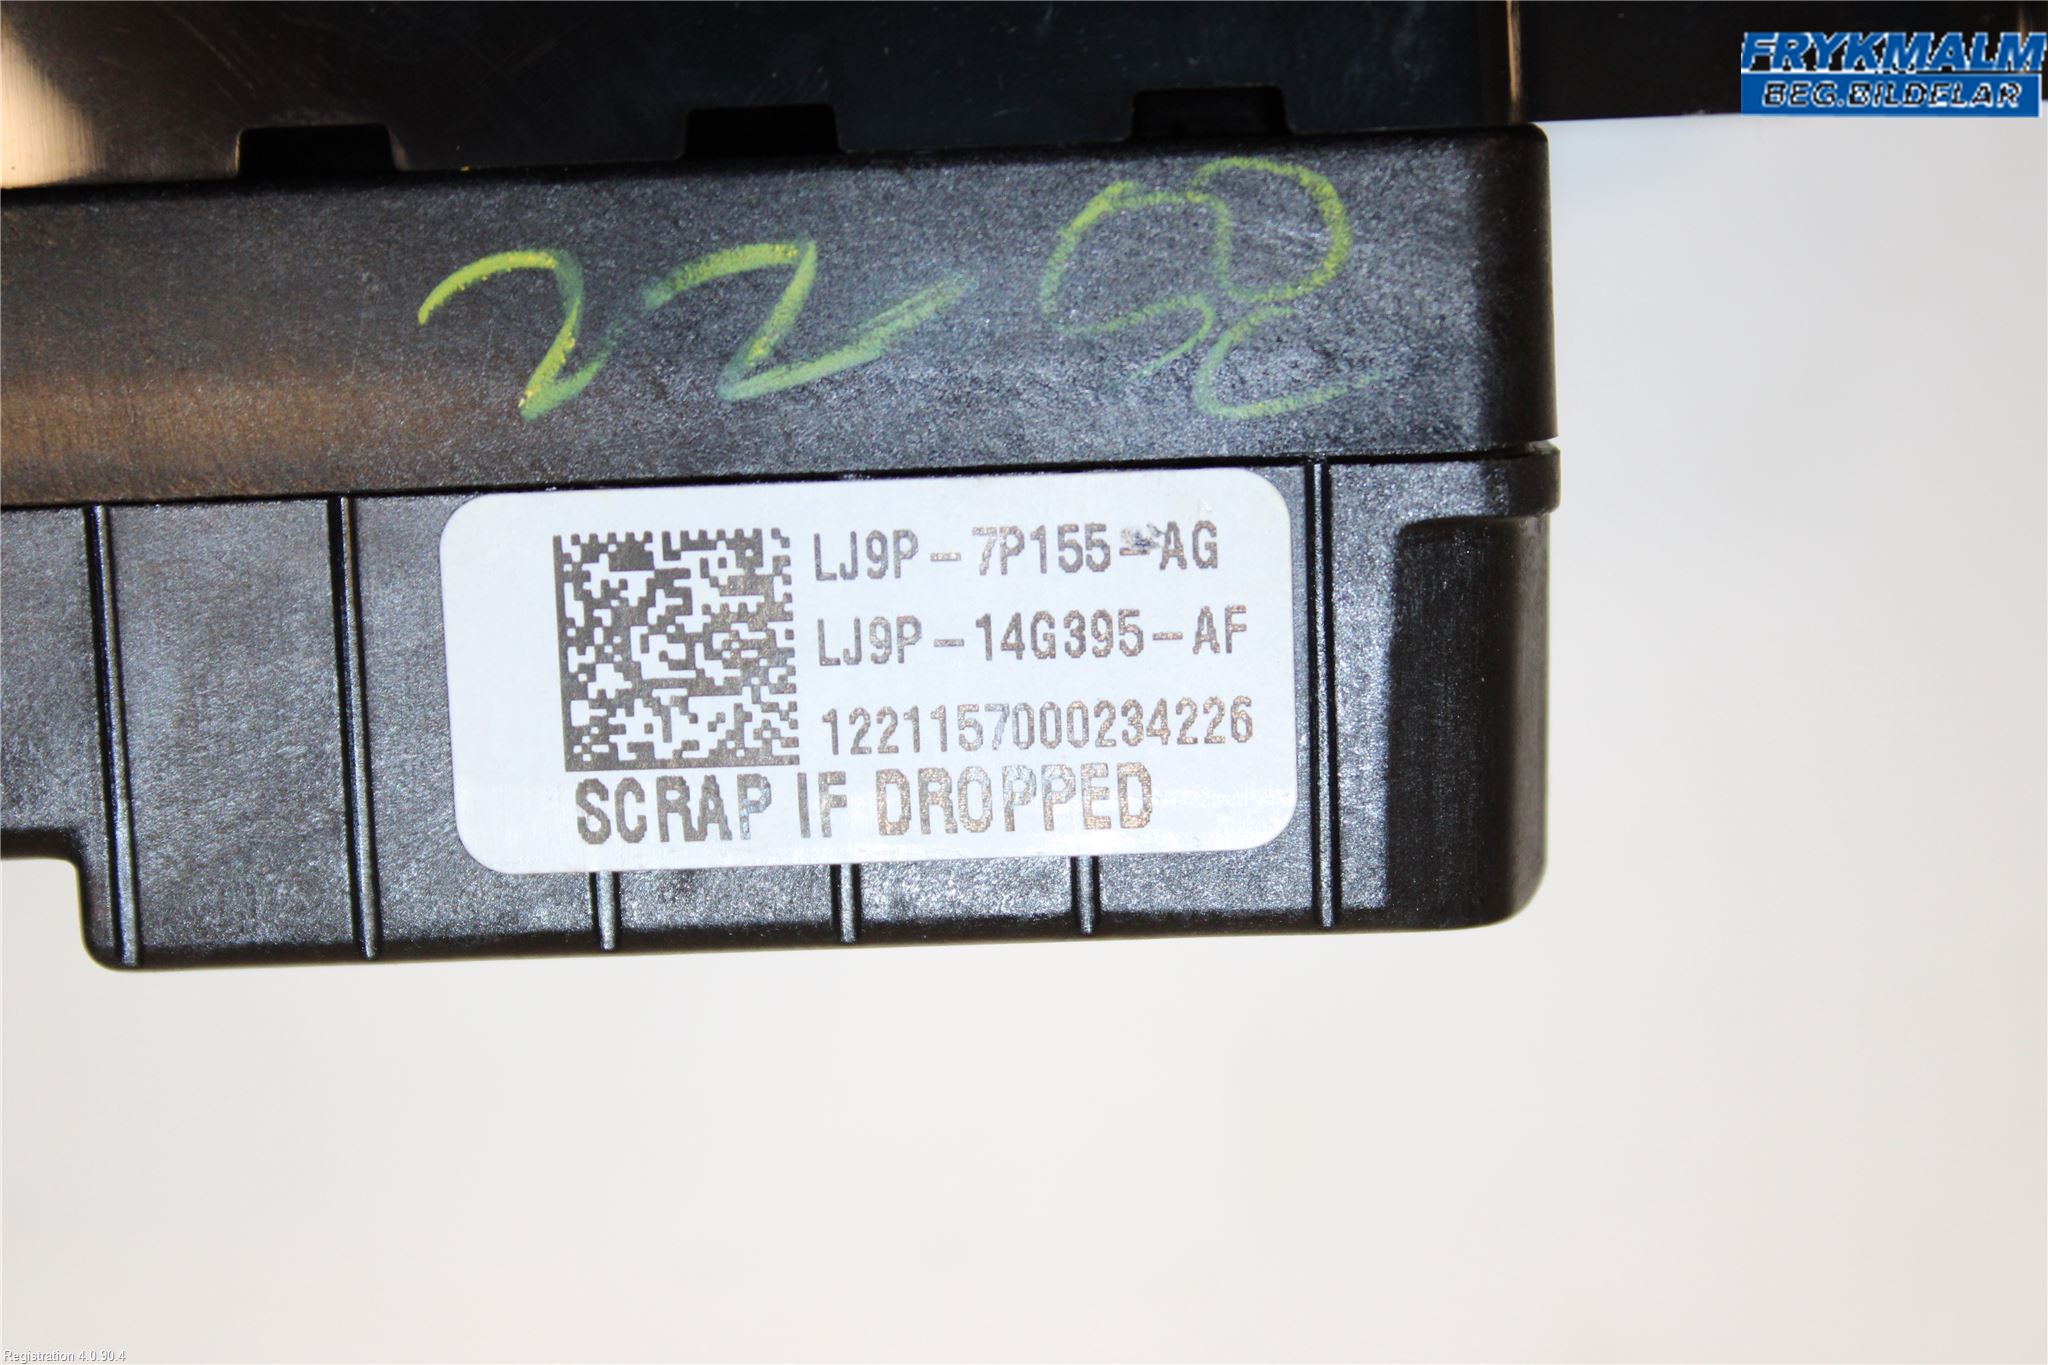 FRYKMALM
BEG.BILDELAR
22
LJ9P-7P155-AG
LJ9P-14G395-AF
1221157000234226
SCRAP IF DROPPED
Registration 4.0.90.4